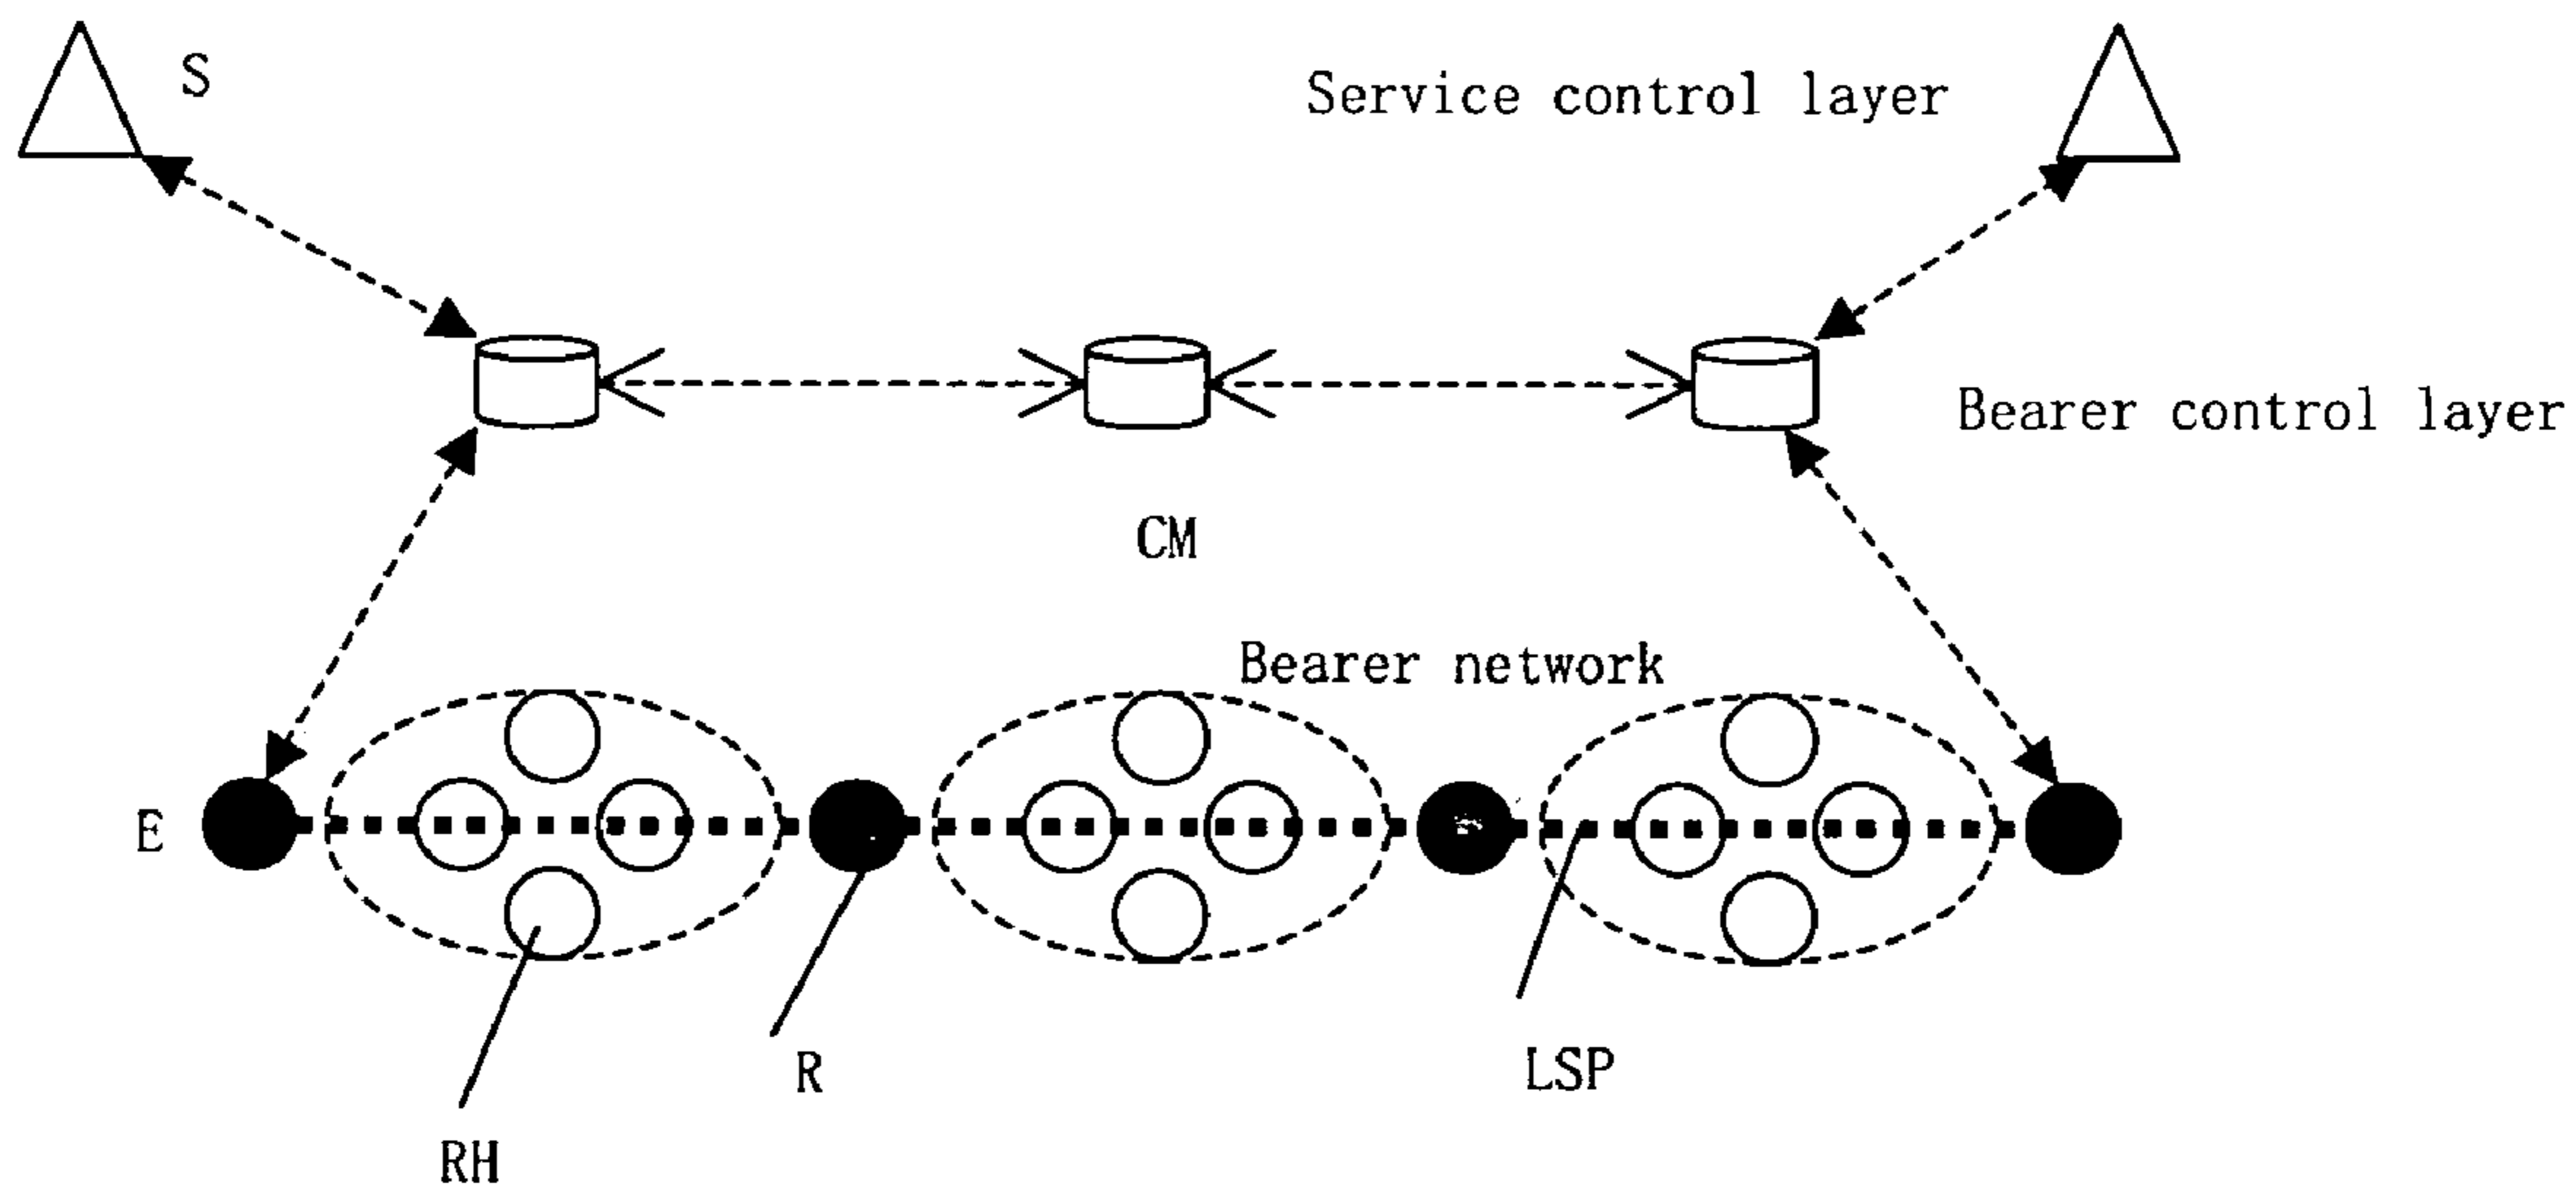 S
Service control layer
Bearer control layer
CM
Bearer network
E
R
LSP
RH